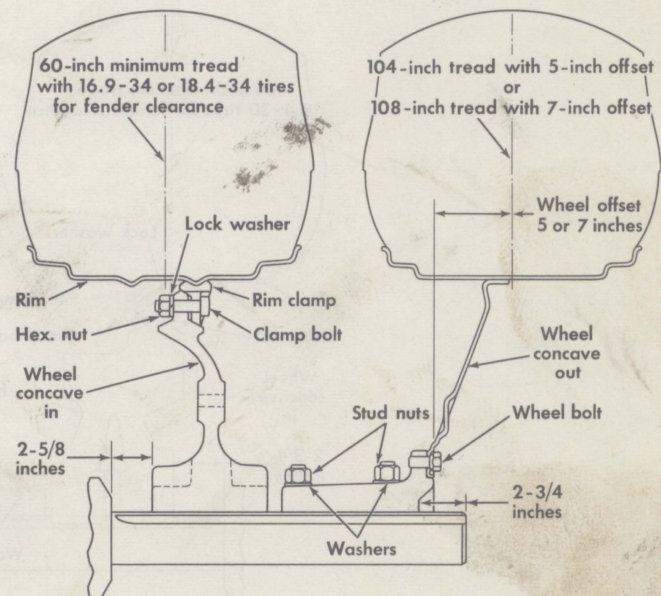 60-inch minimum tread
with 16.9-34 or 18.4-34 tires
for fender clearance
104-inch tread with 5-inch offset
or
108-inch tread with 7-inch offset
Wheel offset
5 or 7 inches
Lock washer
Rim
Rim clamp
Hex. nut
Clamp bolt
Wheel
concave
in
Wheel
concave
out
Stud nuts
Wheel bolt
2-5/8
inches
2-3/4
inches
Washers